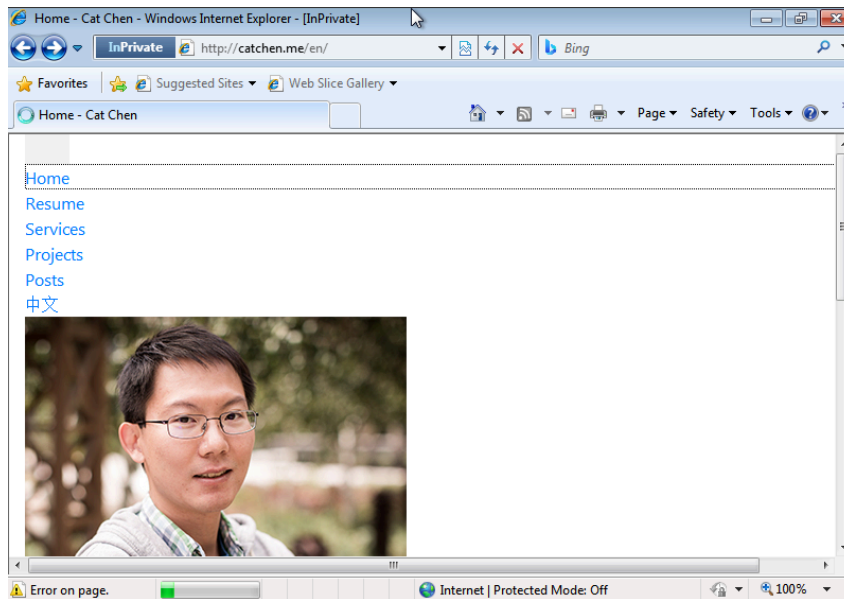 Home - Cat Chen - Windows Internet Explorer - [InPrivate]
InPrivate http://catchen.me/en/ Bing
Favorites Suggested Sites Web Slice Gallery
Home - Cat Chen Page Safety Tools
Home
Resume
Services
Projects
Posts
中文
Error on page. Internet | Protected Mode: Off 100%